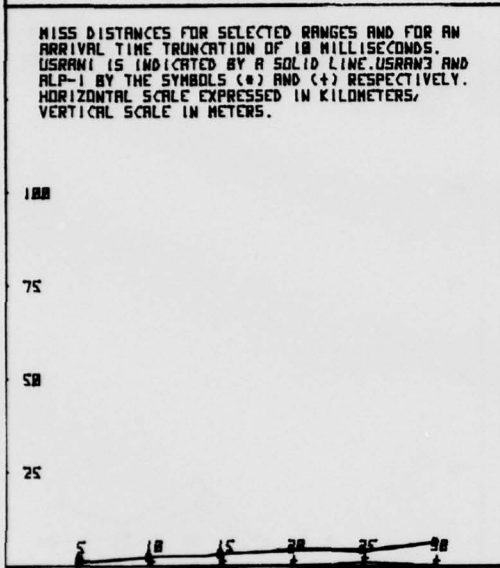 MISS DISTANCES FOR SELECTED RANGES AND FOR AN
ARRIVAL TIME TRUNCATION OF 10 MILLISECONDS.
USRAN1 IS INDICATED BY A SOLID LINE.USRAN3 AND
ALP-1 BY THE SYMBOLS (*) AND (+) RESPECTIVELY.
HORIZONTAL SCALE EXPRESSED IN KILOMETERS,
VERTICAL SCALE IN METERS.
100
75
50
25
5 10 15 20 25 30